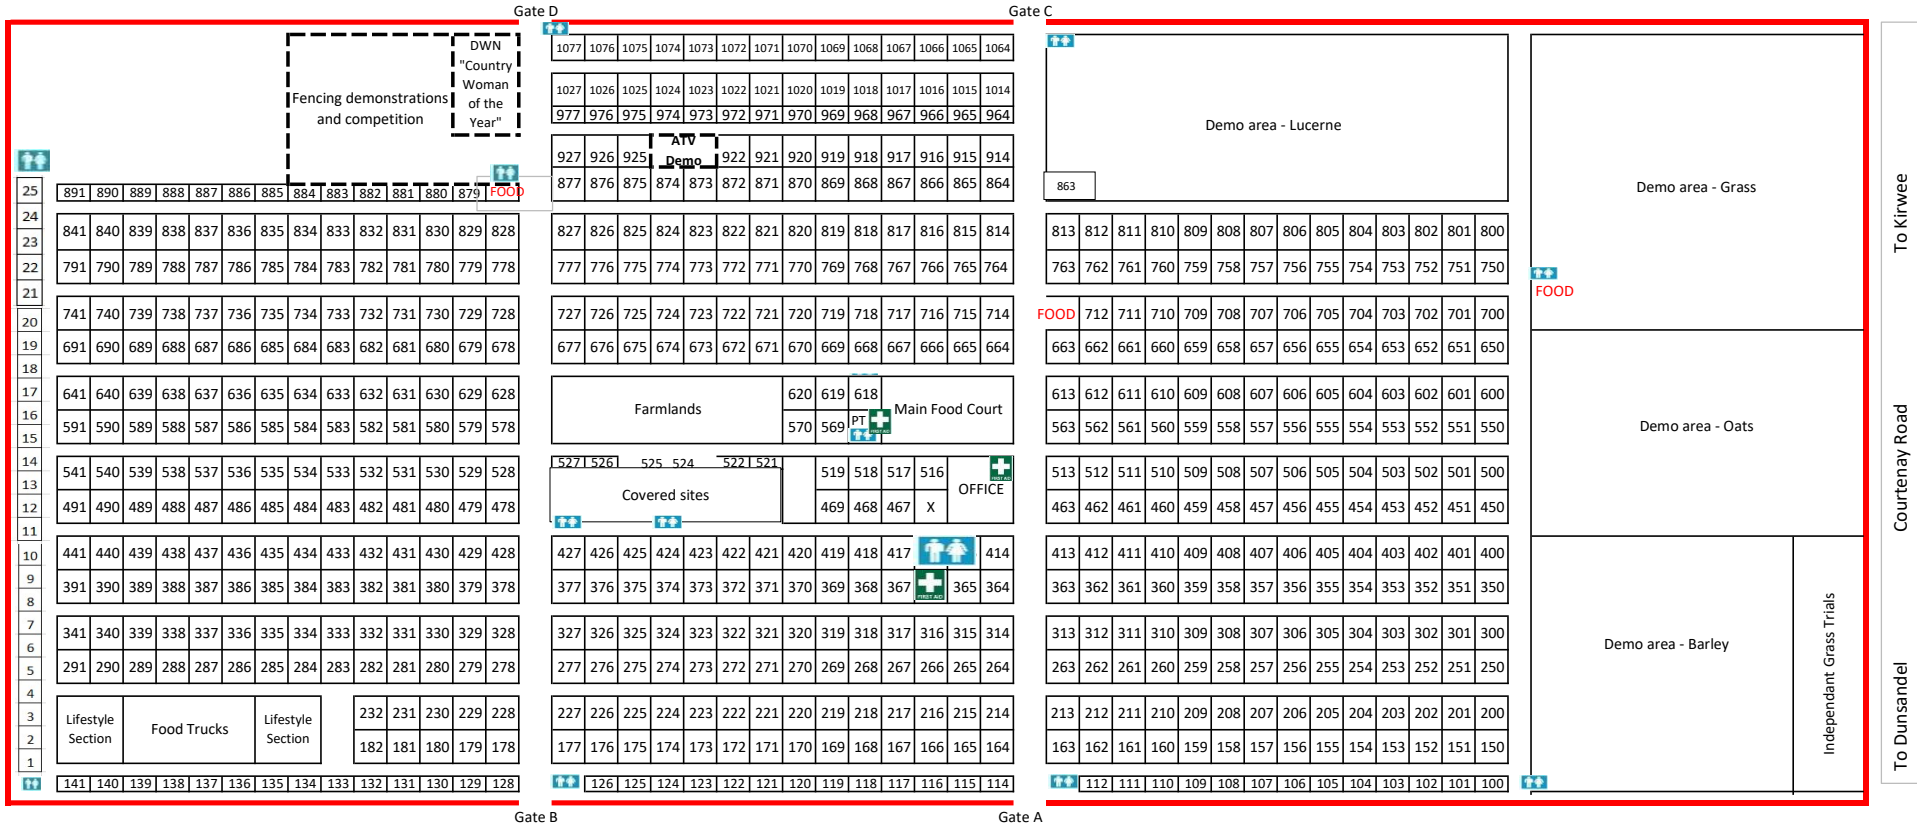 Gate D
Gate C
1077 1076 1075 1074 1073 1072 1071 1070 1069 1068 1067 1066 1065 1064
DWN
"Country
Woman
of the
Year"
Fencing demonstrations
and competition
1027 1026 1025 1024 1023 1022 1021 1020 1019 1018 1017 1016 1015 1014
977 976 975 974 973 972 971 970 969 968 967 966 965 964
Demo area - Lucerne
927 926 925 ATV Demo 922 921 920 919 918 917 916 915 914
877 876 875 874 873 872 871 870 869 868 867 866 865 864
863
Demo area - Grass
To Kirwee
25
891 890 889 888 887 886 885 884 883 882 881 880 879 FOOD
24
841 840 839 838 837 836 835 834 833 832 831 830 829 828 827 826 825 824 823 822 821 820 819 818 817 816 815 814 813 812 811 810 809 808 807 806 805 804 803 802 801 800
23
22
791 790 789 788 787 786 785 784 783 782 781 780 779 778 777 776 775 774 773 772 771 770 769 768 767 766 765 764 763 762 761 760 759 758 757 756 755 754 753 752 751 750
21
FOOD
20
741 740 739 738 737 736 735 734 733 732 731 730 729 728 727 726 725 724 723 722 721 720 719 718 717 716 715 714 FOOD 712 711 710 709 708 707 706 705 704 703 702 701 700
19
691 690 689 688 687 686 685 684 683 682 681 680 679 678 677 676 675 674 673 672 671 670 669 668 667 666 665 664 663 662 661 660 659 658 657 656 655 654 653 652 651 650
18
17
641 640 639 638 637 636 635 634 633 632 631 630 629 628 620 619 618 613 612 611 610 609 608 607 606 605 604 603 602 601 600
Farmlands
Main Food Court
16
591 590 589 588 587 586 585 584 583 582 581 580 579 578 570 569 PT 563 562 561 560 559 558 557 556 555 554 553 552 551 550
FIRST AID
15
Demo area - Oats
Courtenay Road
14
541 540 539 538 537 536 535 534 533 532 531 530 529 528 527 526 525 524 522 521 519 518 517 516 513 512 511 510 509 508 507 506 505 504 503 502 501 500
FIRST AID
13
OFFICE
Covered sites
12
491 490 489 488 487 486 485 484 483 482 481 480 479 478 469 468 467 X 463 462 461 460 459 458 457 456 455 454 453 452 451 450
11
10
441 440 439 438 437 436 435 434 433 432 431 430 429 428 427 426 425 424 423 422 421 420 419 418 417 414 413 412 411 410 409 408 407 406 405 404 403 402 401 400
9
391 390 389 388 387 386 385 384 383 382 381 380 379 378 377 376 375 374 373 372 371 370 369 368 367 365 364 363 362 361 360 359 358 357 356 355 354 353 352 351 350
FIRST AID
8
7
341 340 339 338 337 336 335 334 333 332 331 330 329 328 327 326 325 324 323 322 321 320 319 318 317 316 315 314 313 312 311 310 309 308 307 306 305 304 303 302 301 300
6
Demo area - Barley
Independant Grass Trials
5
291 290 289 288 287 286 285 284 283 282 281 280 279 278 277 276 275 274 273 272 271 270 269 268 267 266 265 264 263 262 261 260 259 258 257 256 255 254 253 252 251 250
4
3
Lifestyle
Section
Food Trucks
Lifestyle
Section
232 231 230 229 228 227 226 225 224 223 222 221 220 219 218 217 216 215 214 213 212 211 210 209 208 207 206 205 204 203 202 201 200
2
182 181 180 179 178 177 176 175 174 173 172 171 170 169 168 167 166 165 164 163 162 161 160 159 158 157 156 155 154 153 152 151 150
1
To Dunsandel
141 140 139 138 137 136 135 134 133 132 131 130 129 128 126 125 124 123 122 121 120 119 118 117 116 115 114 112 111 110 109 108 107 106 105 104 103 102 101 100
Gate B
Gate A